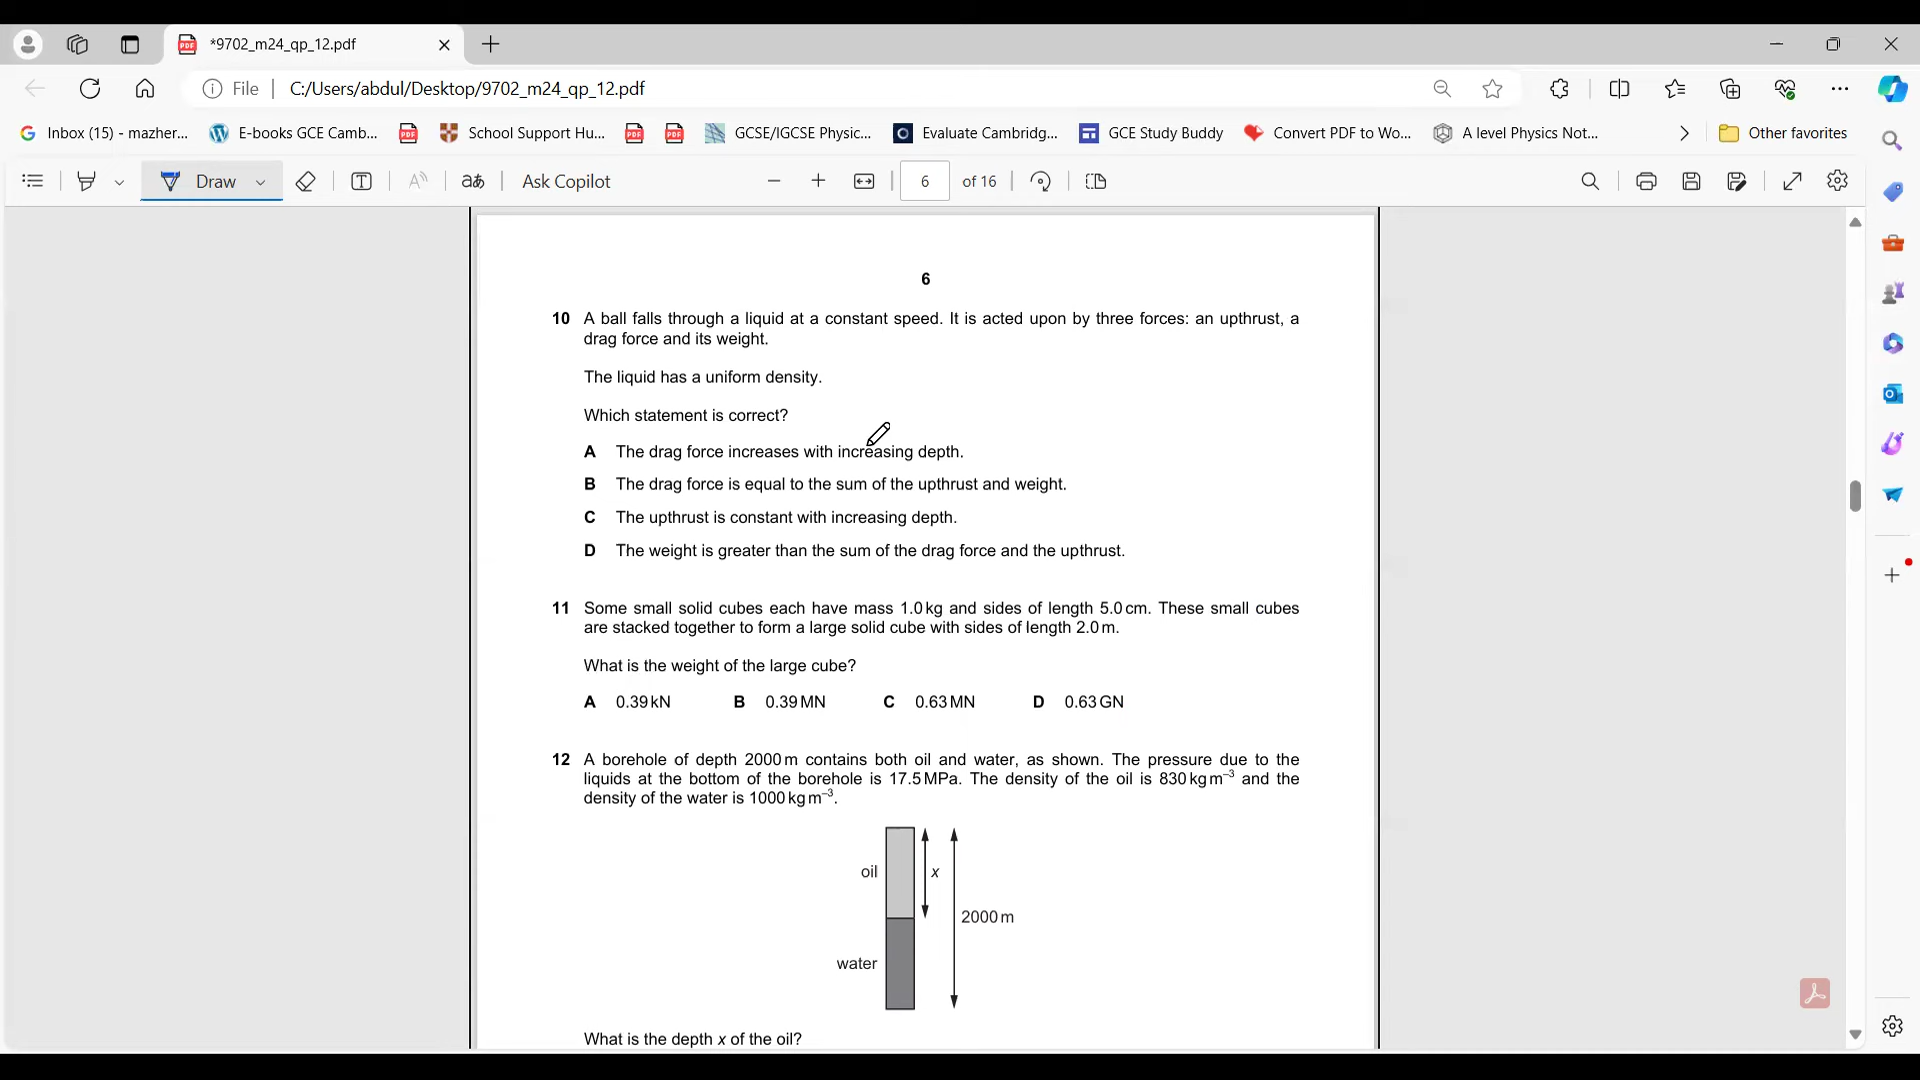 *9702_m24_qp_12.pdf
File
C:/Users/abdul/Desktop/9702_m24_qp_12.pdf
Inbox (15) - mazher...
E-books GCE Camb...
School Support Hu...
GCSE/IGCSE Physic...
Evaluate Cambridg...
GCE Study Buddy
Convert PDF to Wo...
A level Physics Not...
Other favorites
Draw
aあ
Ask Copilot
6 of 16
6
10 A ball falls through a liquid at a constant speed. It is acted upon by three forces: an upthrust, a
drag force and its weight.
The liquid has a uniform density.
Which statement is correct?
A The drag force increases with increasing depth.
B The drag force is equal to the sum of the upthrust and weight.
C The upthrust is constant with increasing depth.
D The weight is greater than the sum of the drag force and the upthrust.
11 Some small solid cubes each have mass 1.0 kg and sides of length 5.0 cm. These small cubes
are stacked together to form a large solid cube with sides of length 2.0 m.
What is the weight of the large cube?
A 0.39 kN B 0.39 MN C 0.63 MN D 0.63 GN
12 A borehole of depth 2000 m contains both oil and water, as shown. The pressure due to the
liquids at the bottom of the borehole is 17.5 MPa. The density of the oil is 830 kg m⁻³ and the
density of the water is 1000 kg m⁻³.
oil
x
2000 m
water
What is the depth x of the oil?